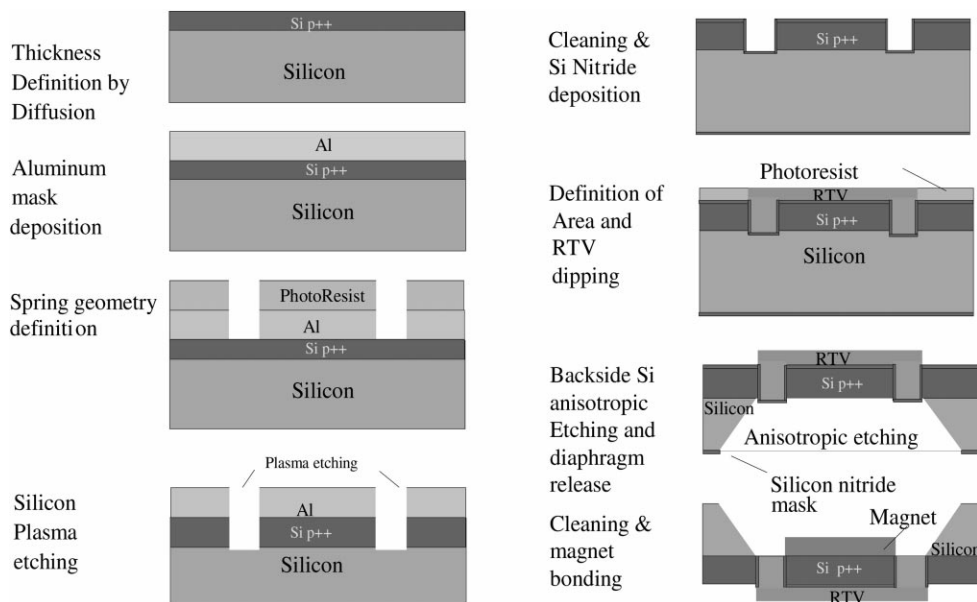 Thickness
Definition by
Diffusion
Si p++
Silicon
Aluminum
mask
deposition
Al
Si p++
Silicon
Spring geometry
definition
PhotoResist
Al
Si p++
Silicon
Silicon
Plasma
etching
Plasma etching
Al
Si p++
Silicon
Cleaning &
Si Nitride
deposition
Si p++
Definition of
Area and
RTV
dipping
Photoresist
RTV
Si p++
Silicon
Backside Si
anisotropic
Etching and
diaphragm
release
RTV
Si p++
Silicon
Anisotropic etching
Silicon nitride
mask
Cleaning &
magnet
bonding
Magnet
Silicon
Si p++
RTV